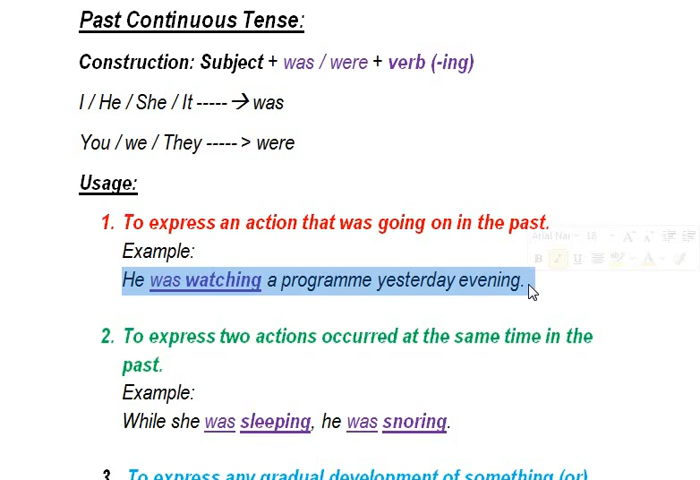 Past Continuous Tense:
Construction: Subject + was / were + verb (-ing)
I / He / She / It ----- → was
You / we / They ----- > were
Usage:
1. To express an action that was going on in the past.
Example:
He was watching a programme yesterday evening.
2. To express two actions occurred at the same time in the
past.
Example:
While she was sleeping, he was snoring.
3. To express any gradual development of something (or)